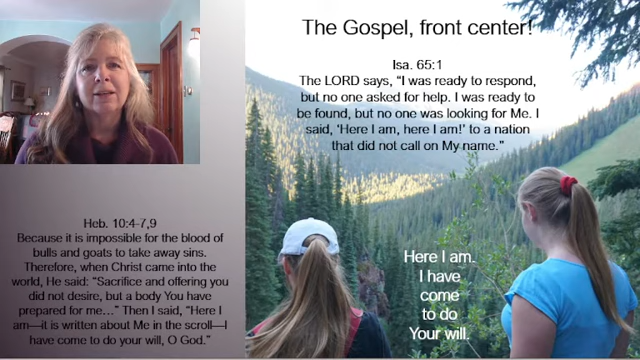 The Gospel, front center!
Isa. 65:1
The LORD says, “I was ready to respond,
but no one asked for help. I was ready to
be found, but no one was looking for Me. I
said, ‘Here I am, here I am!’ to a nation
that did not call on My name.”
Heb. 10:4-7,9
Because it is impossible for the blood of
bulls and goats to take away sins.
Therefore, when Christ came into the
world, He said: “Sacrifice and offering you
did not desire, but a body You have
prepared for me…” Then I said, “Here I
am—it is written about Me in the scroll—I
have come to do your will, O God.”
Here I am.
I have
come
to do
Your will.